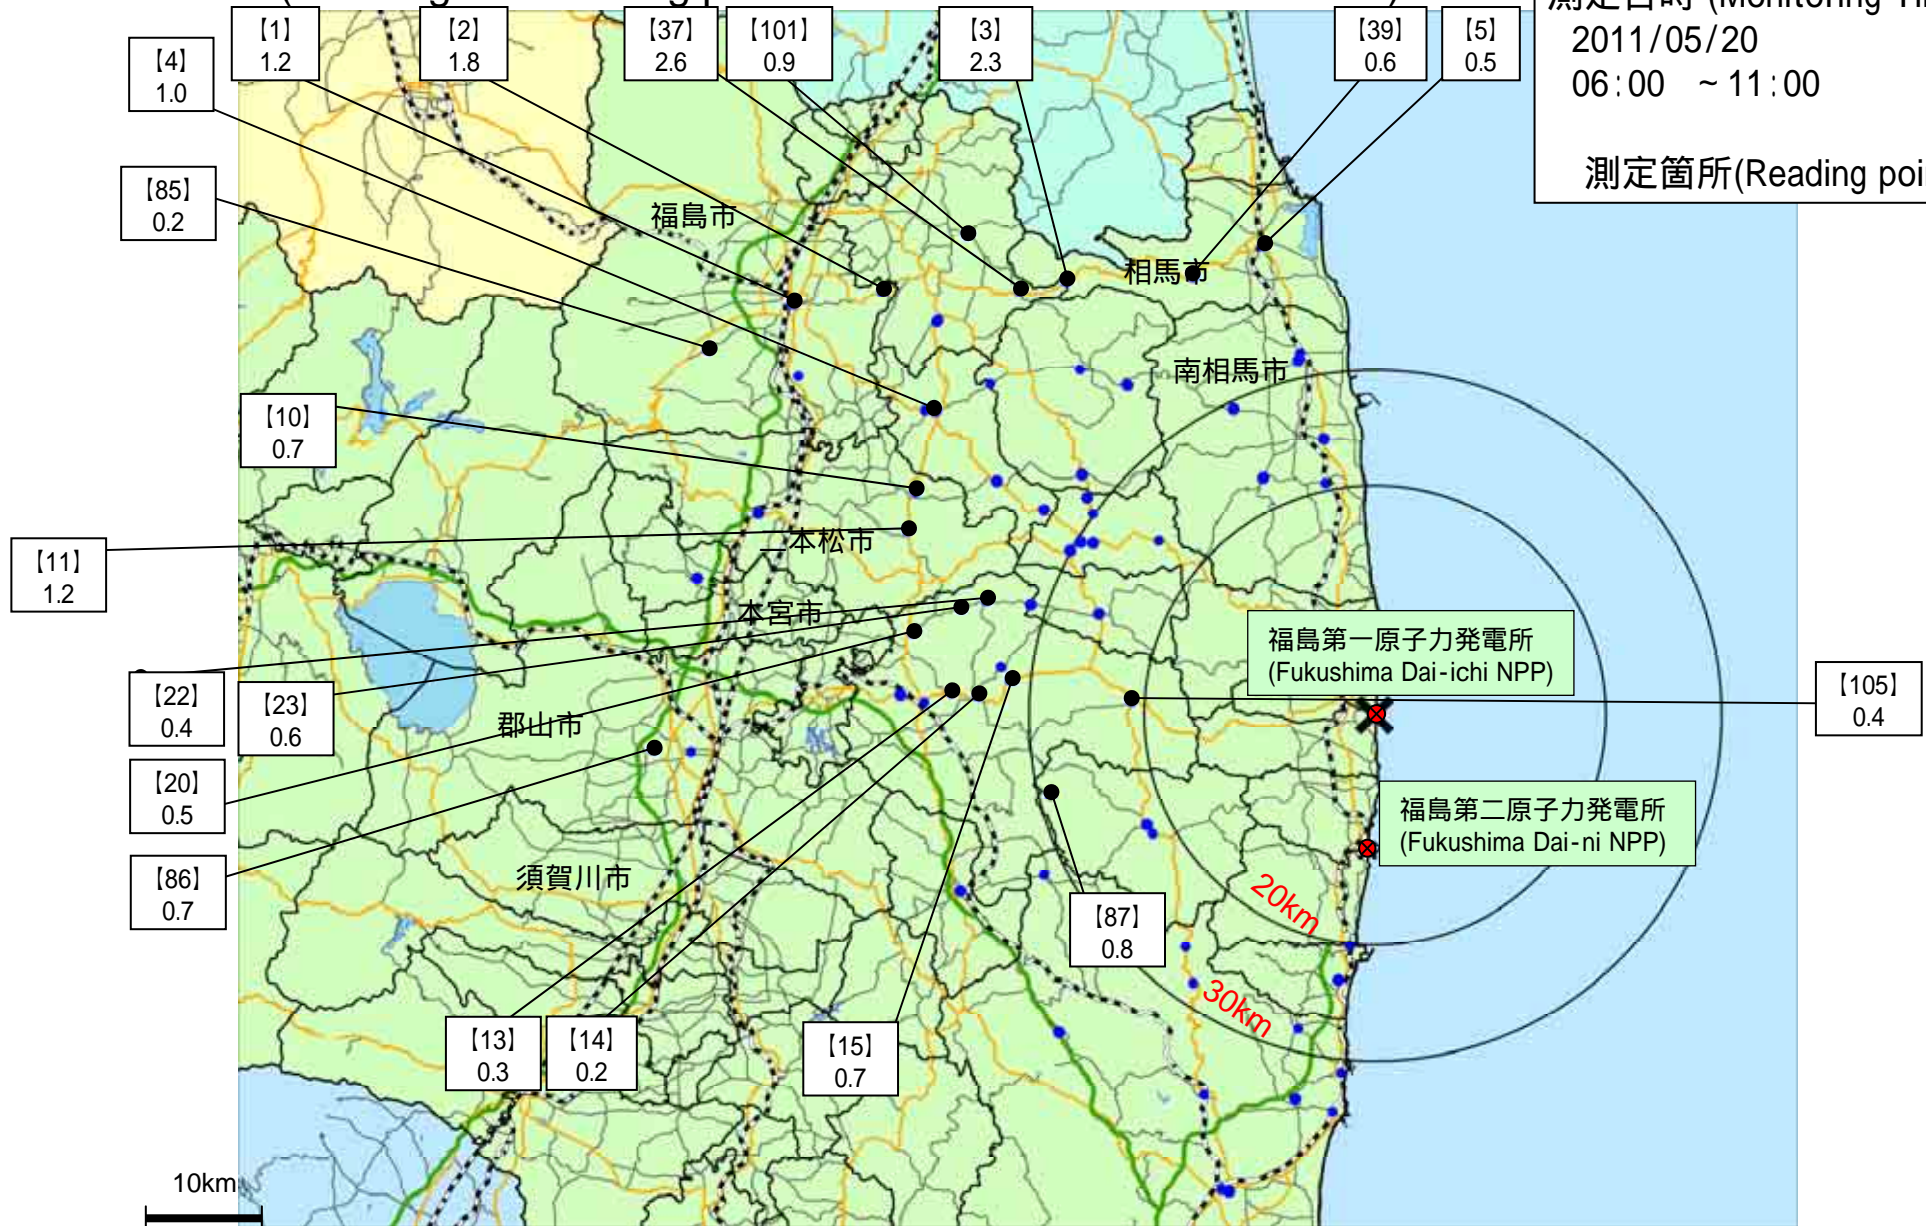 測定日時 (Monitoring
2011/05/20
06:00 ~ 11:00
測定箇所(Reading
【1】
1.2
【2】
1.8
【37】
2.6
【101】
0.9
【3】
2.3
【39】
0.6
【5】
0.5
【4】
1.0
【85】
0.2
福島市
相馬市
南相馬市
【10】
0.7
二本松市
【11】
1.2
本宮市
福島第一原子力発電所
(Fukushima Dai-ichi NPP)
【22】
0.4
【23】
0.6
郡山市
【105】
0.4
【20】
0.5
福島第二原子力発電所
(Fukushima Dai-ni NPP)
【86】
0.7
須賀川市
20km
【87】
0.8
30km
【13】
0.3
【14】
0.2
【15】
0.7
10km